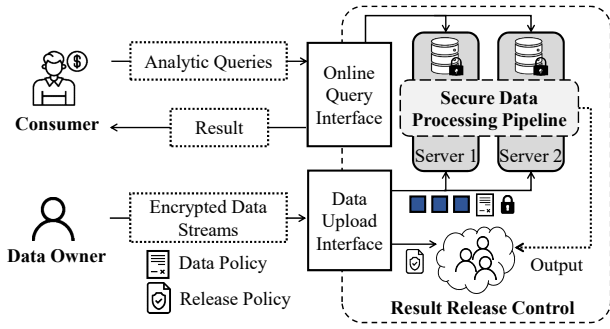 Analytic Queries
Consumer
Result
Online
Query
Interface
Secure Data
Processing Pipeline
Server 1
Server 2
Data Owner
Encrypted Data
Streams
Data
Upload
Interface
Data Policy
Release Policy
Output
Result Release Control
$